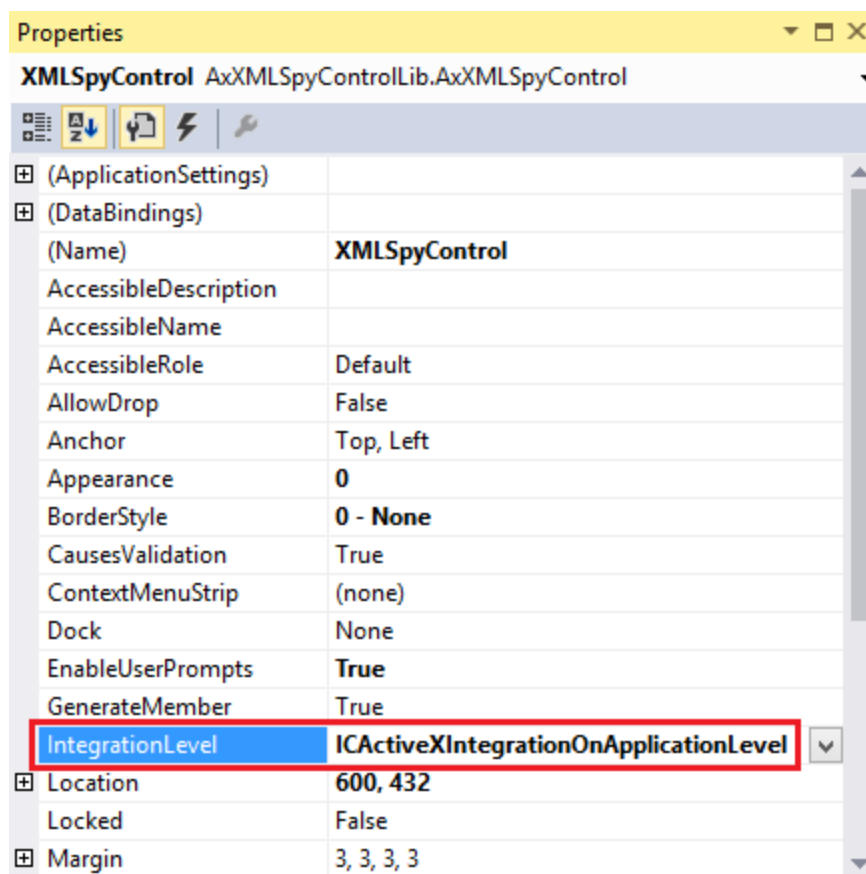 Properties
XMLSpyControl AxXMLSpyControlLib.AxXMLSpyControl
(ApplicationSettings)
(DataBindings)
(Name) XMLSpyControl
AccessibleDescription
AccessibleName
AccessibleRole Default
AllowDrop False
Anchor Top, Left
Appearance 0
BorderStyle 0 - None
CausesValidation True
ContextMenuStrip (none)
Dock None
EnableUserPrompts True
GenerateMember True
IntegrationLevel ICActiveXIntegrationOnApplicationLevel
Location 600, 432
Locked False
Margin 3, 3, 3, 3